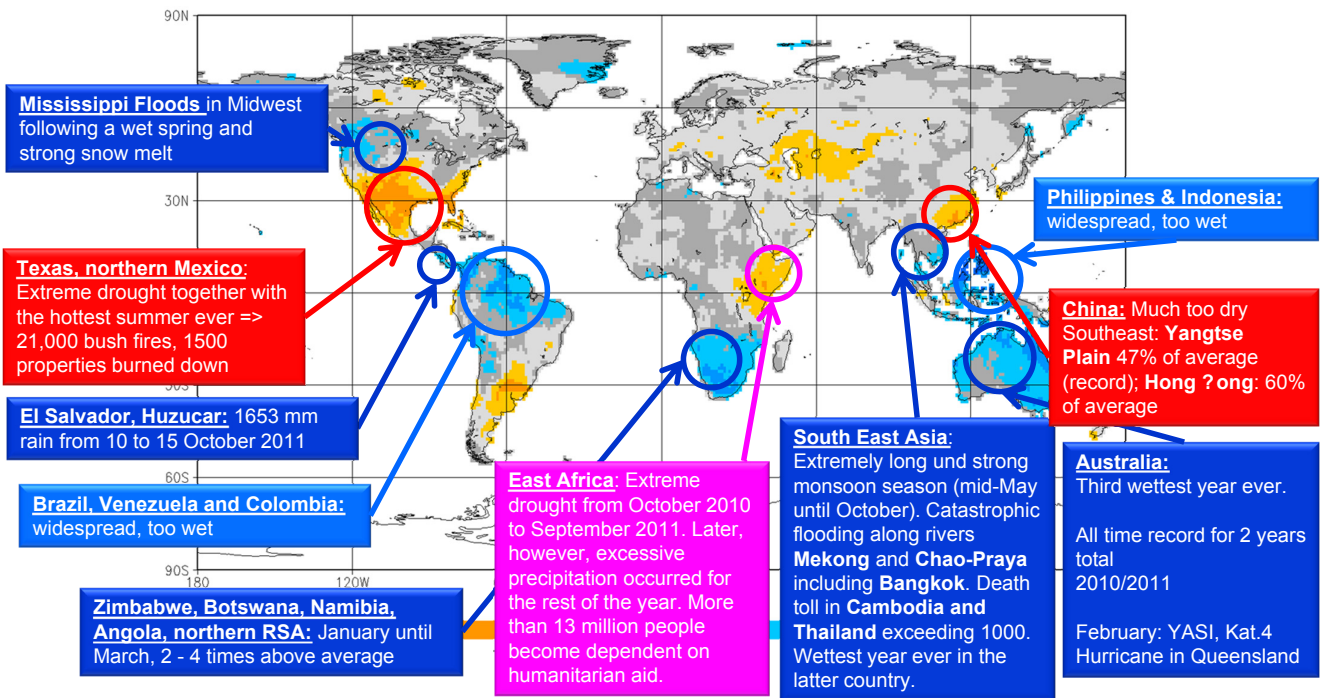 90N
Mississippi Floods in Midwest
following a wet spring and
strong snow melt
30N
Philippines & Indonesia:
widespread, too wet
Texas, northern Mexico:
Extreme drought together with
the hottest summer ever =>
21,000 bush fires, 1500
properties burned down
China: Much too dry
Southeast: Yangtse
Plain 47% of average
(record); Hong ?ong: 60%
of average
30S
El Salvador, Huzucar: 1653 mm
rain from 10 to 15 October 2011
60S
Brazil, Venezuela and Colombia:
widespread, too wet
East Africa: Extreme
drought from October 2010
to September 2011. Later,
however, excessive
precipitation occurred for
the rest of the year. More
than 13 million people
become dependent on
humanitarian aid.
South East Asia:
Extremely long und strong
monsoon season (mid-May
until October). Catastrophic
flooding along rivers
Mekong and Chao-Praya
including Bangkok. Death
toll in Cambodia and
Thailand exceeding 1000.
Wettest year ever in the
latter country.
Australia:
Third wettest year ever.
All time record for 2 years
total
2010/2011
February: YASI, Kat.4
Hurricane in Queensland
90S
180
120W
Zimbabwe, Botswana, Namibia,
Angola, northern RSA: January until
March, 2 - 4 times above average